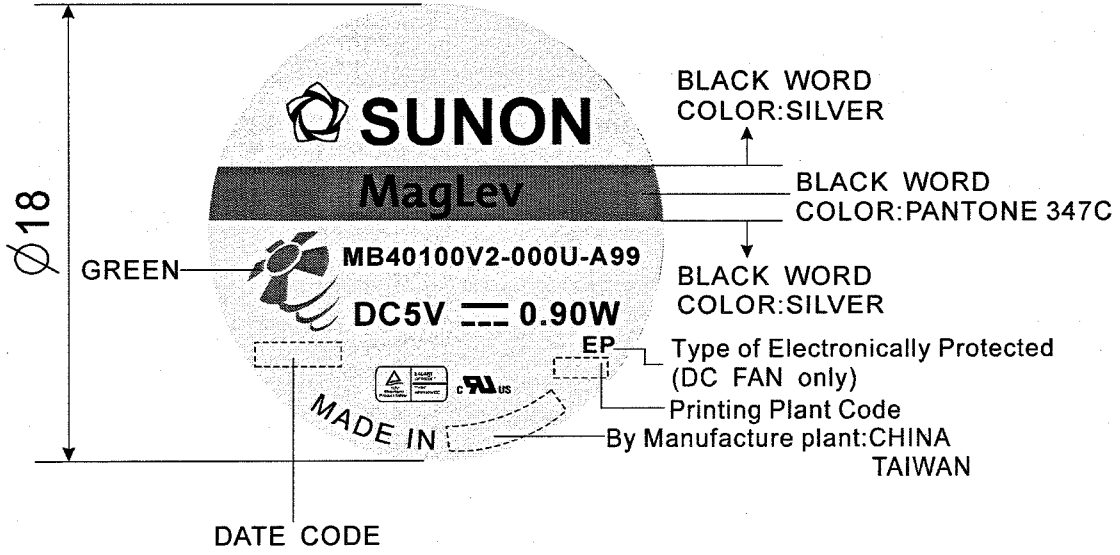 SUNON
MagLev
MB40100V2-000U-A99
DC5V 0.90W
EP
c RU US
MADE IN
Ø18
GREEN
DATE CODE
BLACK WORD
COLOR:SILVER
BLACK WORD
COLOR:PANTONE 347C
BLACK WORD
COLOR:SILVER
Type of Electronically Protected
(DC FAN only)
Printing Plant Code
By Manufacture plant:CHINA
TAIWAN